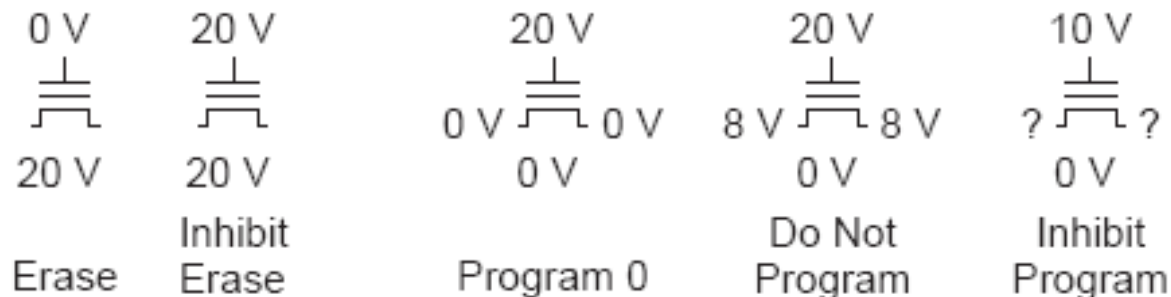 0 V 20 V 20 V 20 V 10 V
0 V 0 V 8 V 8 V ? ?
20 V 20 V 0 V 0 V 0 V
Inhibit Do Not Inhibit
Erase Erase Program 0 Program Program